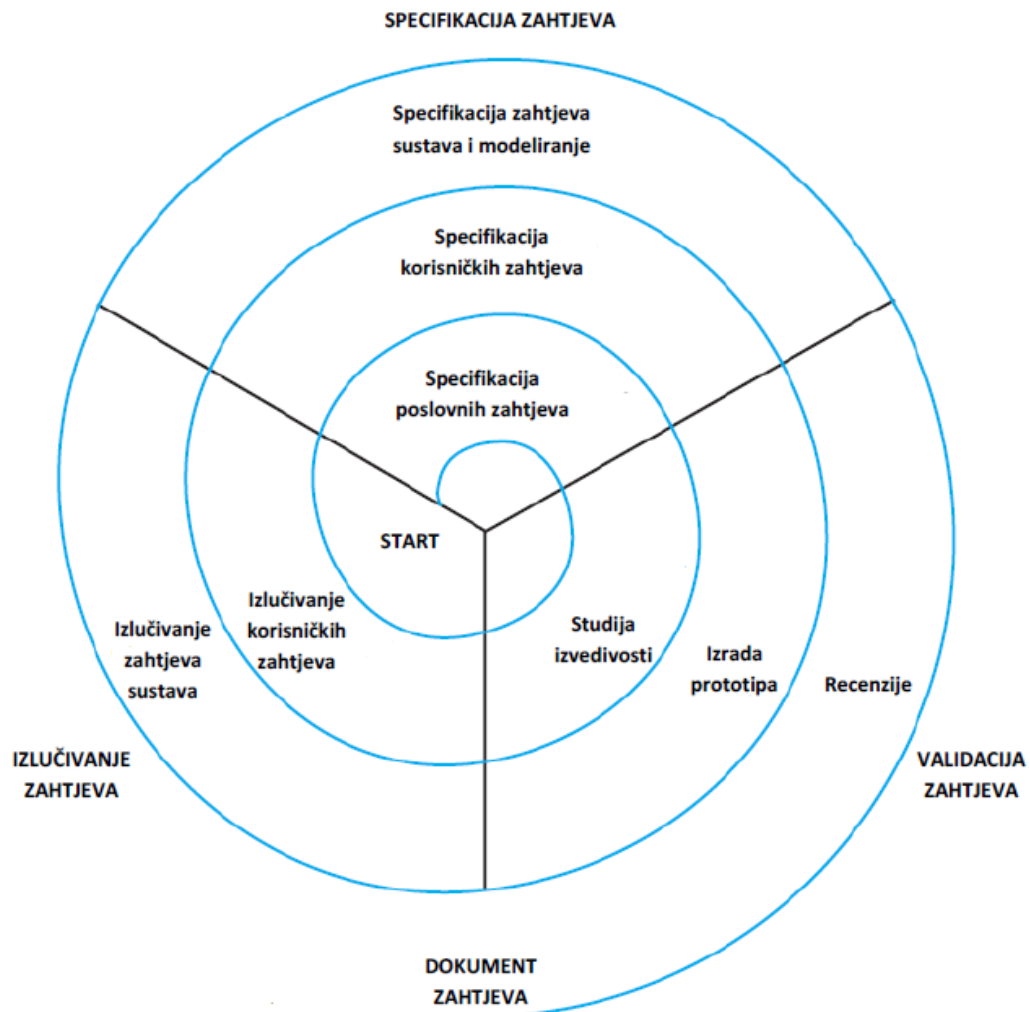 SPECIFIKACIJA ZAHTJEVA
Specifikacija zahtjeva
sustava i modeliranje
Specifikacija
korisničkih zahtjeva
Specifikacija
poslovnih zahtjeva
START
Izlučivanje
korisničkih
zahtjeva
Izlučivanje
zahtjeva
sustava
Studija
izvedivosti
Izrada
prototipa
Recenzije
IZLUČIVANJE
ZAHTJEVA
VALIDACIJA
ZAHTJEVA
DOKUMENT
ZAHTJEVA